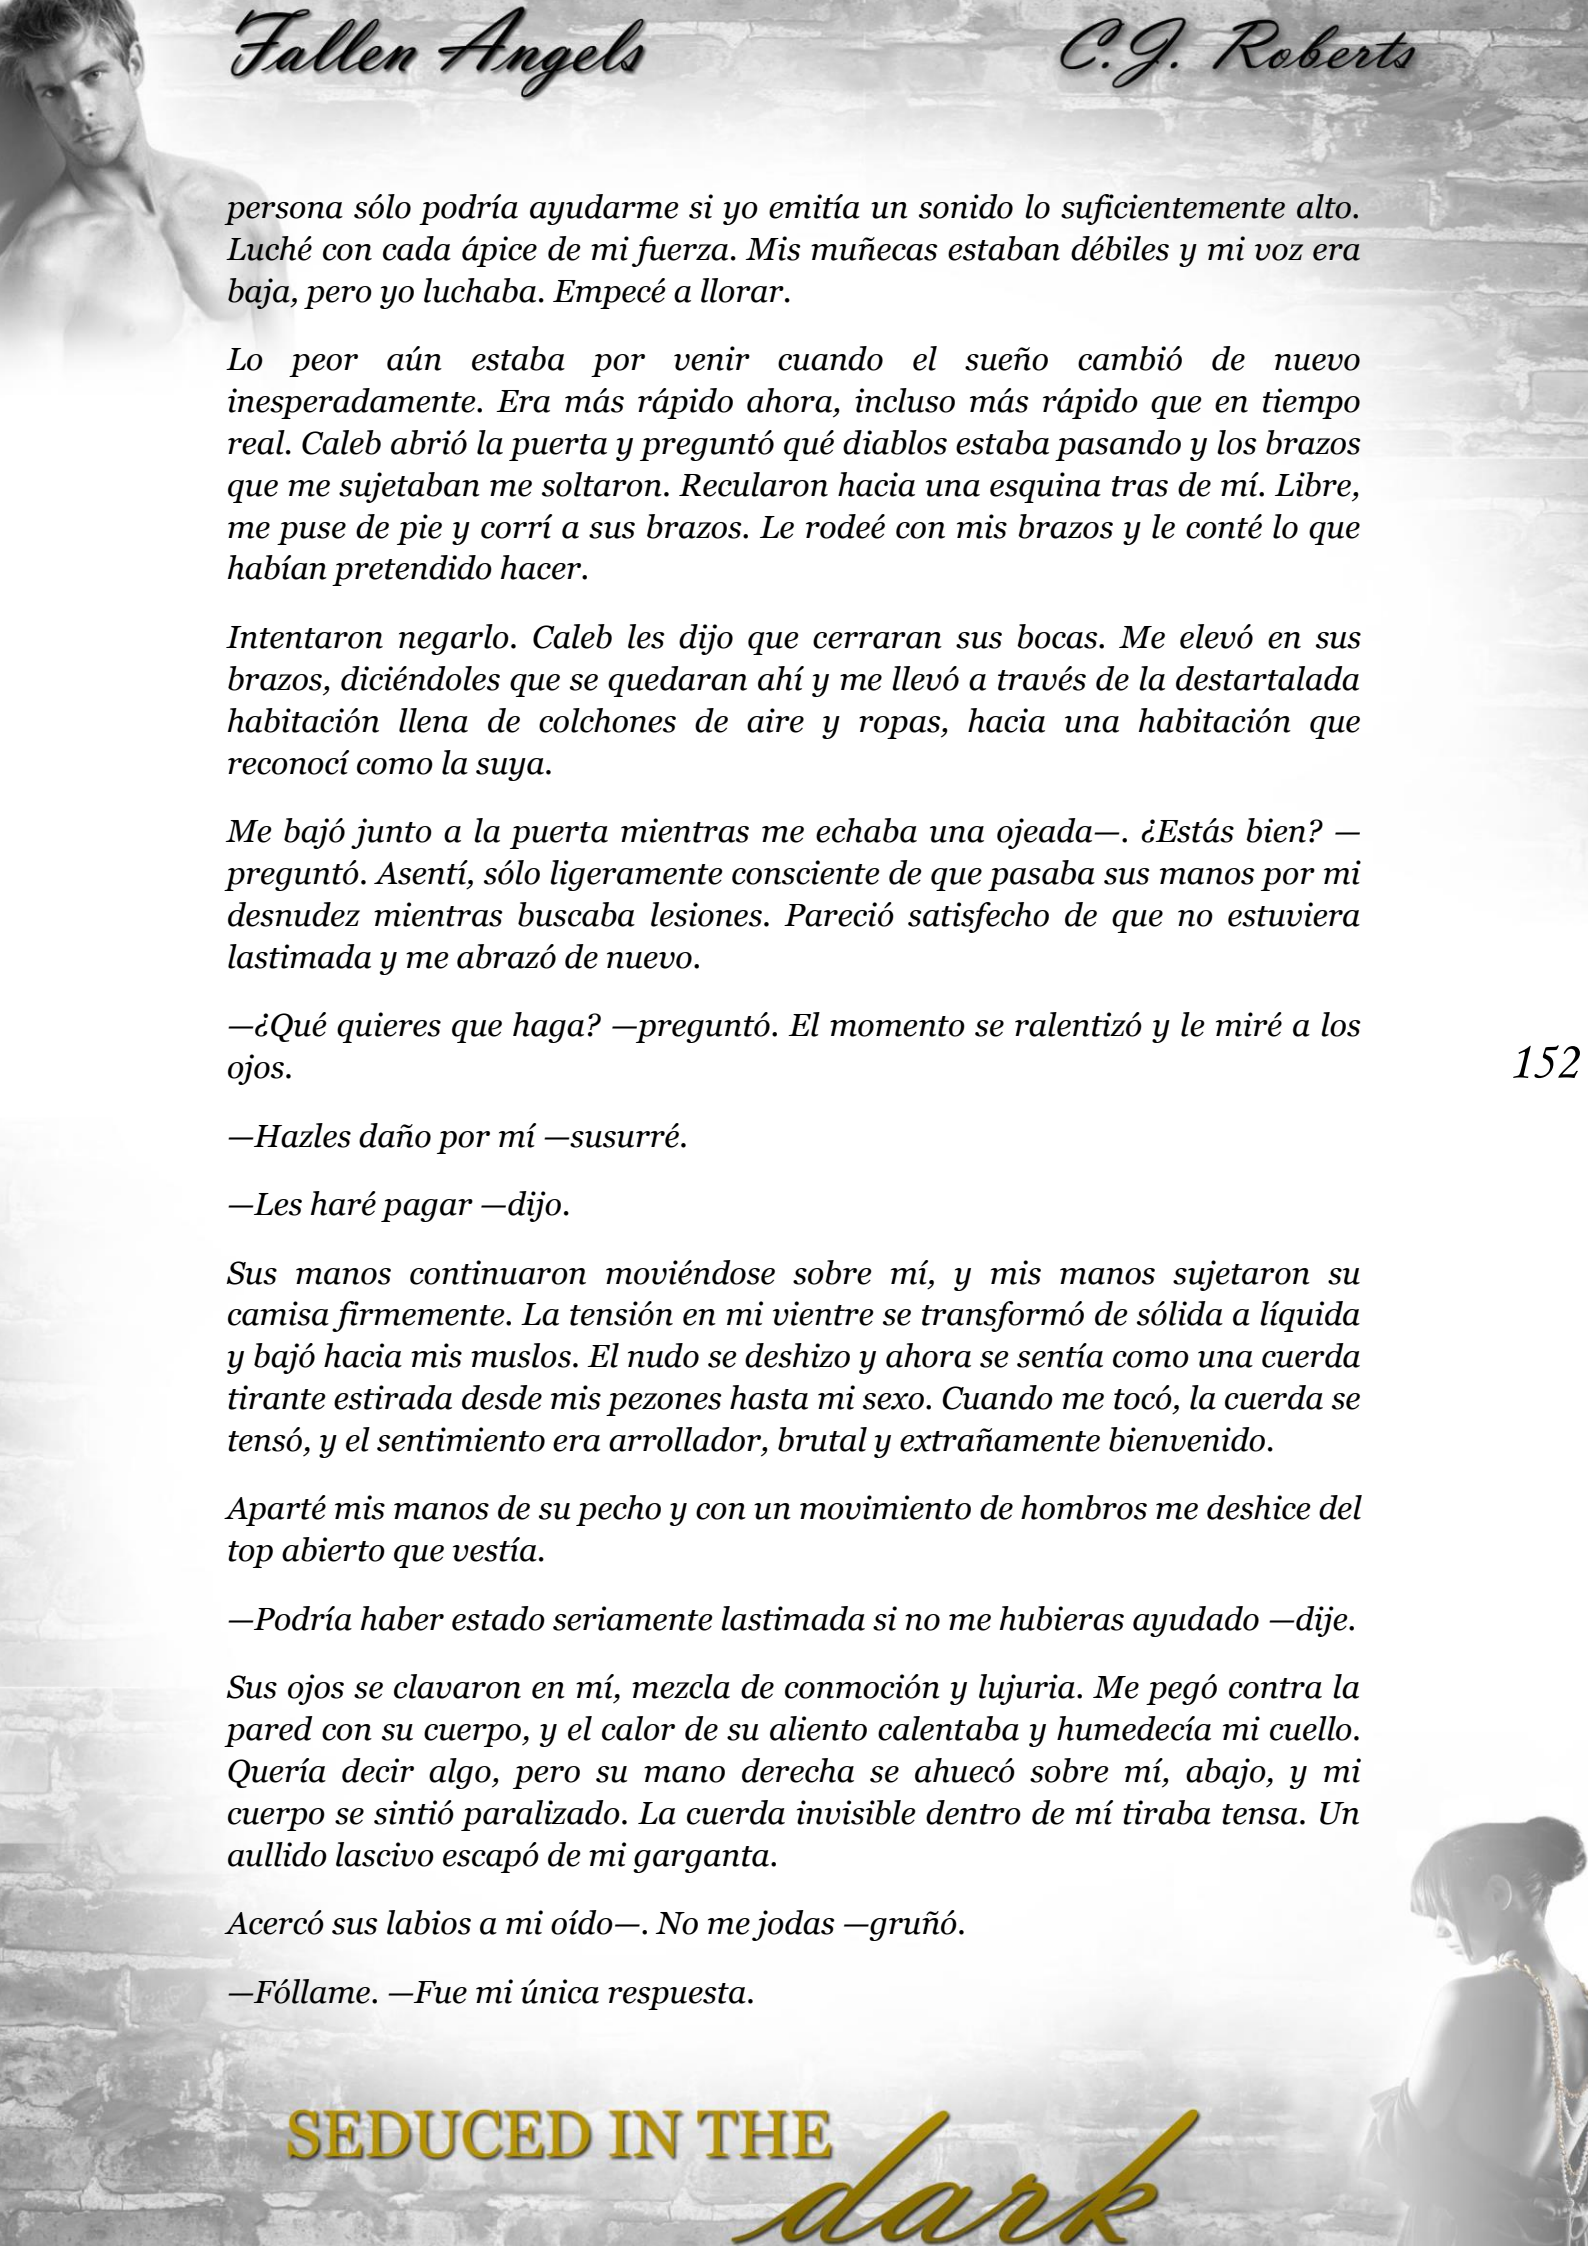 Fallen Angels
C.J. Roberts
persona sólo podría ayudarme si yo emitía un sonido lo suficientemente alto.
Luché con cada ápice de mi fuerza. Mis muñecas estaban débiles y mi voz era
baja, pero yo luchaba. Empecé a llorar.
Lo peor aún estaba por venir cuando el sueño cambió de nuevo
inesperadamente. Era más rápido ahora, incluso más rápido que en tiempo
real. Caleb abrió la puerta y preguntó qué diablos estaba pasando y los brazos
que me sujetaban me soltaron. Recularon hacia una esquina tras de mí. Libre,
me puse de pie y corrí a sus brazos. Le rodeé con mis brazos y le conté lo que
habían pretendido hacer.
Intentaron negarlo. Caleb les dijo que cerraran sus bocas. Me elevó en sus
brazos, diciéndoles que se quedaran ahí y me llevó a través de la destartalada
habitación llena de colchones de aire y ropas, hacia una habitación que
reconocí como la suya.
Me bajó junto a la puerta mientras me echaba una ojeada—. ¿Estás bien? —
preguntó. Asentí, sólo ligeramente consciente de que pasaba sus manos por mi
desnudez mientras buscaba lesiones. Pareció satisfecho de que no estuviera
lastimada y me abrazó de nuevo.
—¿Qué quieres que haga? —preguntó. El momento se ralentizó y le miré a los
ojos.
152
—Hazles daño por mí —susurré.
—Les haré pagar —dijo.
Sus manos continuaron moviéndose sobre mí, y mis manos sujetaron su
camisa firmemente. La tensión en mi vientre se transformó de sólida a líquida
y bajó hacia mis muslos. El nudo se deshizo y ahora se sentía como una cuerda
tirante estirada desde mis pezones hasta mi sexo. Cuando me tocó, la cuerda se
tensó, y el sentimiento era arrollador, brutal y extrañamente bienvenido.
Aparté mis manos de su pecho y con un movimiento de hombros me deshice del
top abierto que vestía.
—Podría haber estado seriamente lastimada si no me hubieras ayudado —dije.
Sus ojos se clavaron en mí, mezcla de conmoción y lujuria. Me pegó contra la
pared con su cuerpo, y el calor de su aliento calentaba y humedecía mi cuello.
Quería decir algo, pero su mano derecha se ahuecó sobre mí, abajo, y mi
cuerpo se sintió paralizado. La cuerda invisible dentro de mí tiraba tensa. Un
aullido lascivo escapó de mi garganta.
Acercó sus labios a mi oído—. No me jodas —gruñó.
—Fóllame. —Fue mi única respuesta.
SEDUCED IN THE
dark